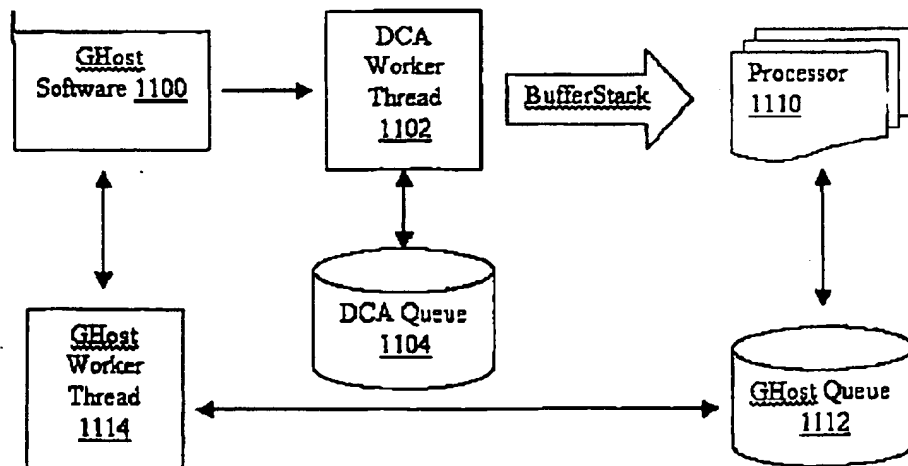 GHost
Software 1100
DCA
Worker
Thread
1102
BufferStack
Processor
1110
DCA Queue
1104
GHost
Worker
Thread
1114
GHost Queue
1112